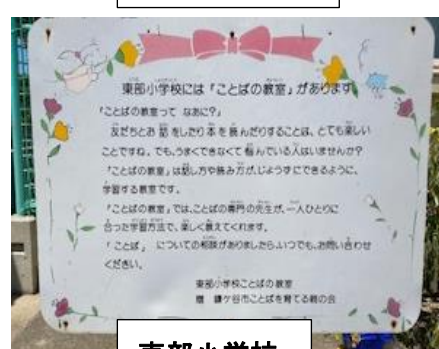 東部小学校には「ことばの教室」があります
「ことばの教室って なあに?」
友だちとお話をしたり本を読んだりすることは、とても楽しい
ことですね。でも、うまくできなくて悩んでいる人はいませんか?
「ことばの教室」は話し方や読み方が、じょうずにできるように、
学習する教室です。
「ことばの教室」では、ことばの専門の先生が、一人ひとりに
合った学習方法で、楽しく教えてくれます。
「ことば」についての相談がありましたら、いつでも、お問い合わせ
ください。
東部小学校ことばの教室
贈 鎌ケ谷市ことばを育てる親の会
東部小学校